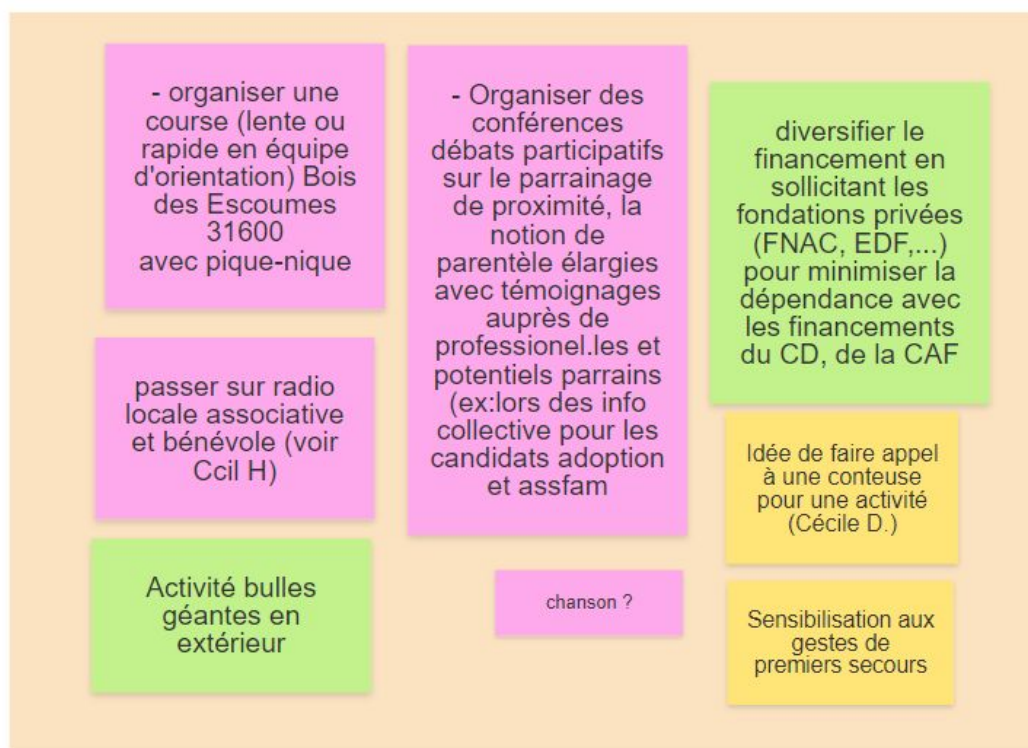 - organiser une
course (lente ou
rapide en équipe
d'orientation) Bois
des Escoumes
31600
avec pique-nique
passer sur radio
locale associative
et bénévole (voir
Ccil H)
Activité bulles
géantes en
extérieur
- Organiser des
conférences
débats participatifs
sur le parrainage
de proximité, la
notion de
parentèle élargies
avec témoignages
auprès de
professionel.les et
potentiels parrains
(ex:lors des info
collective pour les
candidats adoption
et assfam
chanson ?
diversifier le
financement en
sollicitant les
fondations privées
(FNAC, EDF,...)
pour minimiser la
dépendance avec
les financements
du CD, de la CAF
Idée de faire appel
à une conteuse
pour une activité
(Cécile D.)
Sensibilisation aux
gestes de
premiers secours